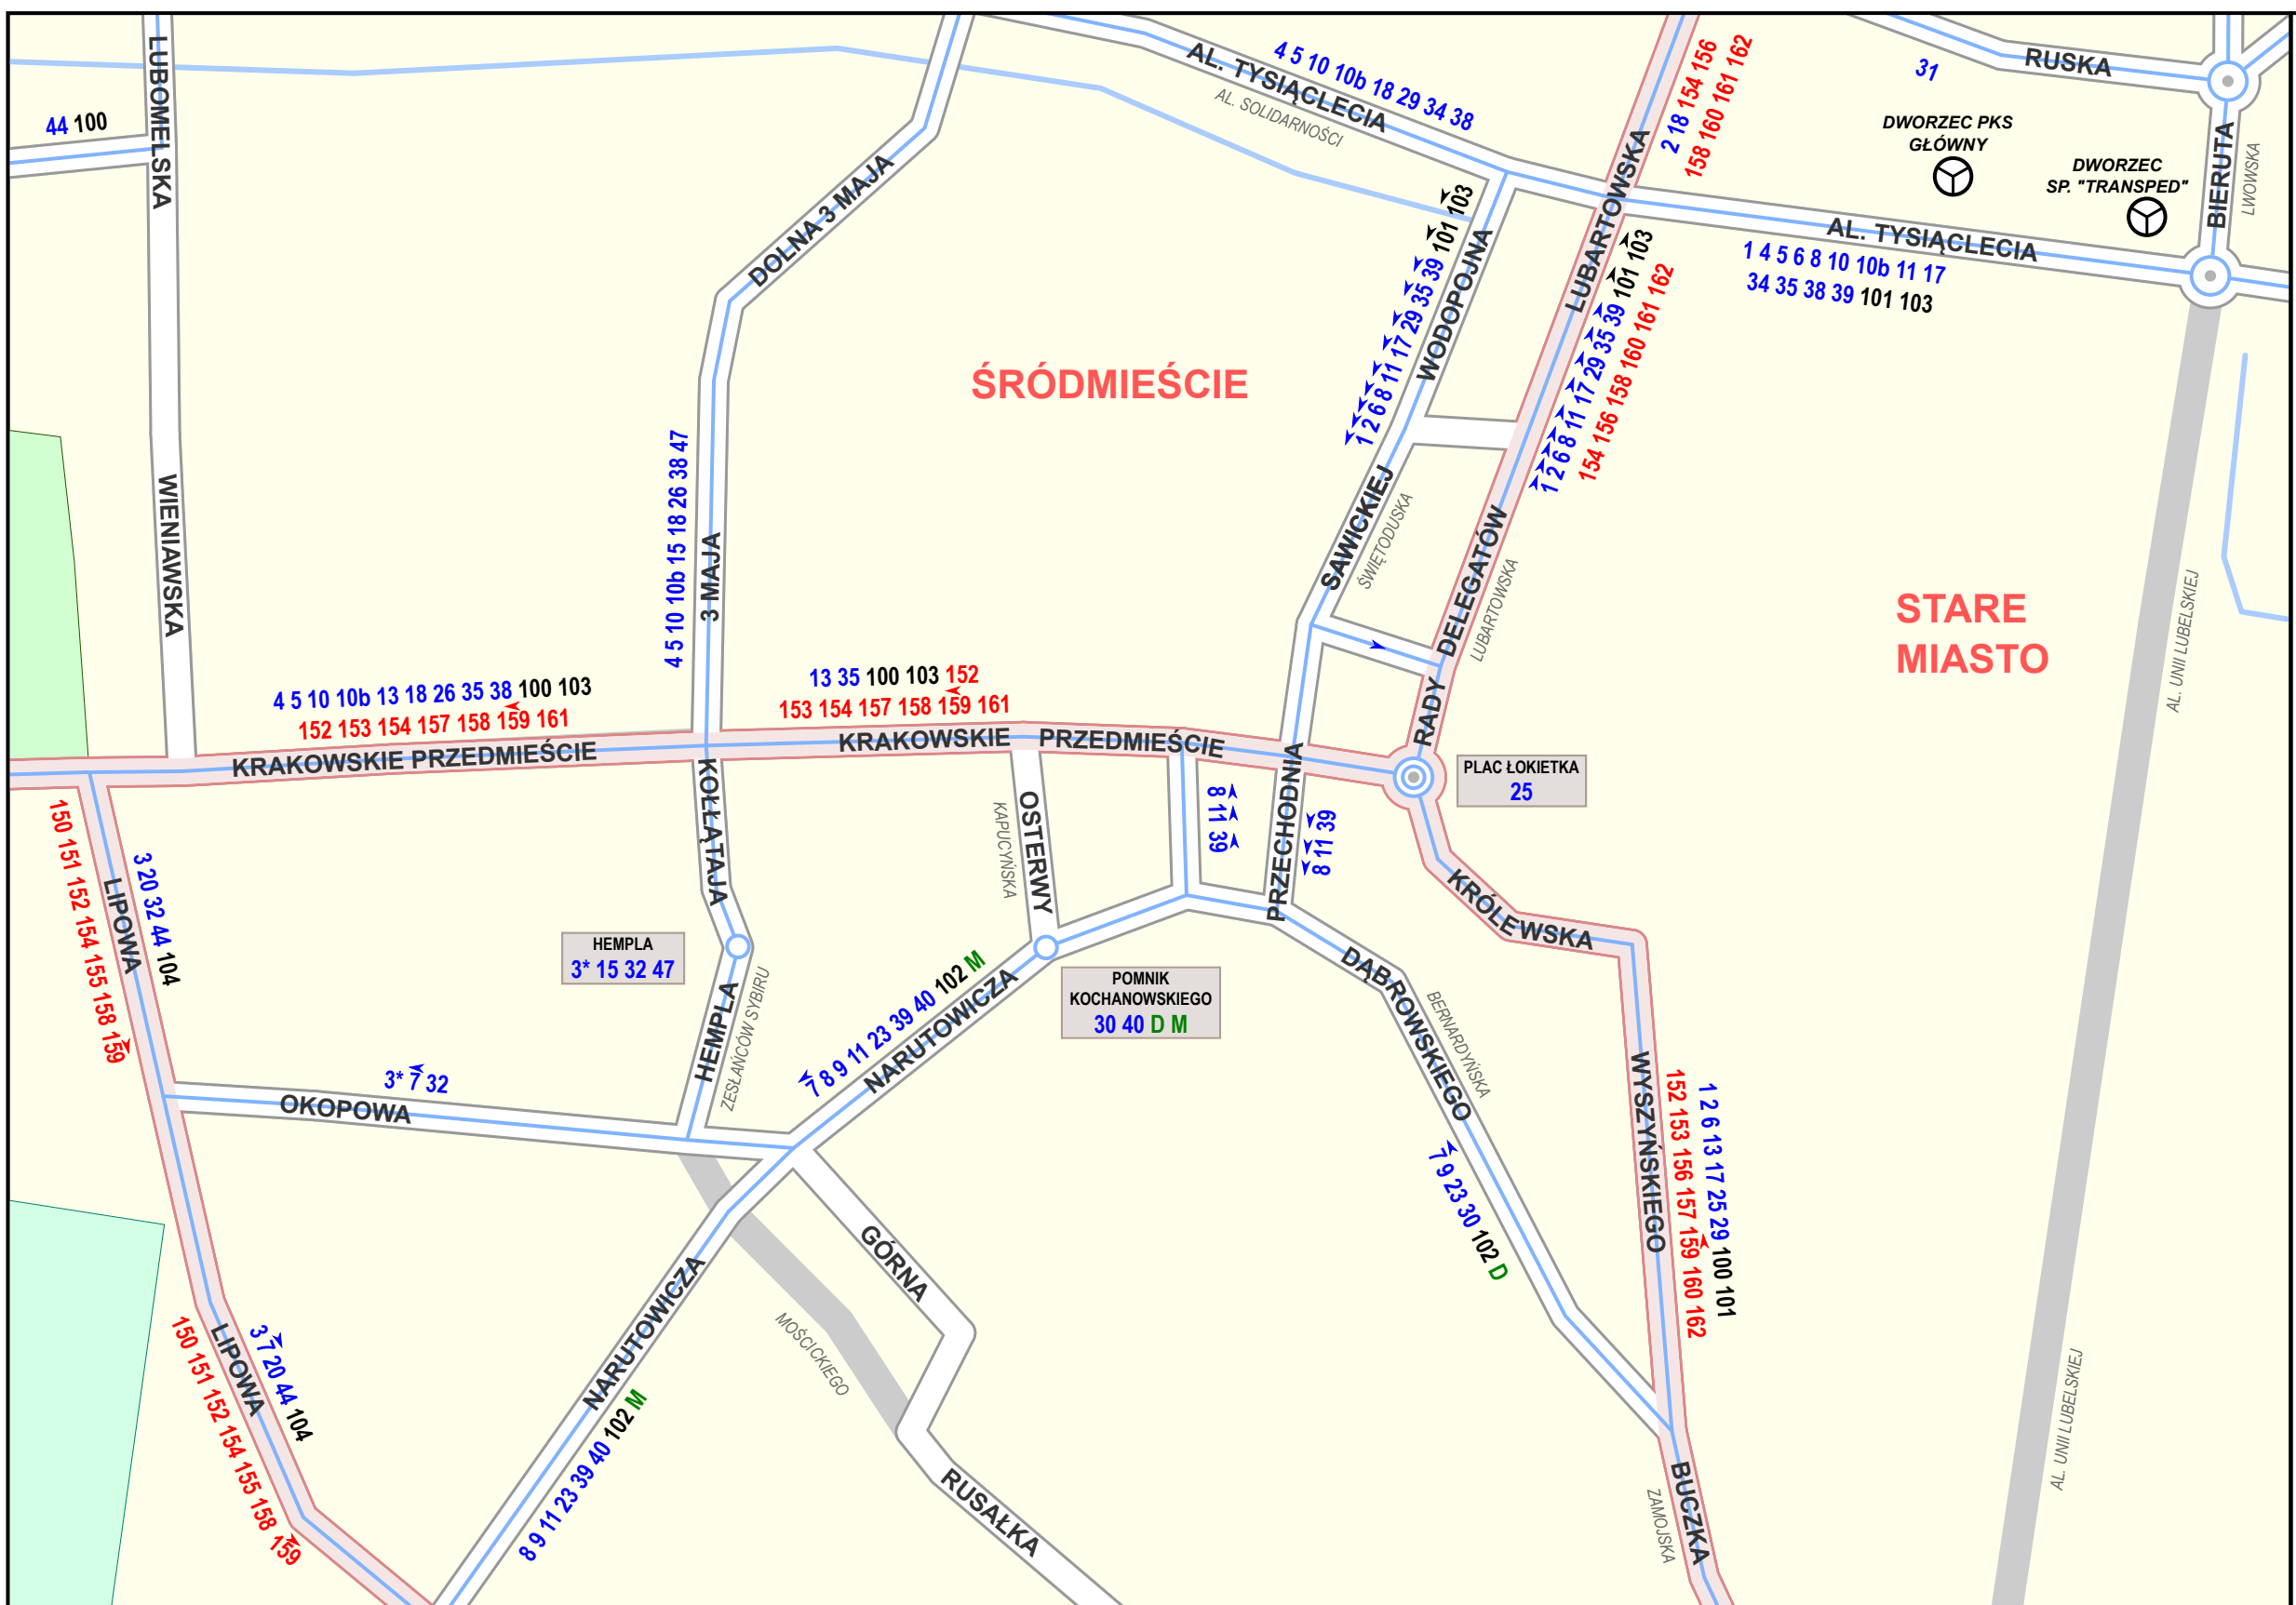 LUBOMELSKA
44 100
WIENIAWSKA
DOLNA 3 MAJA
3 MAJA
4 5 10 10b 15 18 26 38 47
AL. TYSIĄCLECIA
4 5 10 10b 18 29 34 38
AL. SOLIDARNOŚCI
LUBARTOWSKA
2 18 154 156
158 160 161 162
31
RUSKA
DWORZEC PKS
GŁÓWNY
DWORZEC
SP. "TRANSPED"
BIERUTA
LWOWSKA
AL. TYSIĄCLECIA
1 4 5 6 8 10 10b 11 17
34 35 38 39 101 103
1 2 6 8 11 17 29 35 39 101 103
WODOPOJNA
LUBARTOWSKA
1 2 6 8 11 17 29 35 39 101 103
154 156 158 160 161 162
ŚRÓDMIEŚCIE
SAWICKIEJ
ŚWIĘTODUSKA
RADY DELEGATÓW
LUBARTOWSKA
STARE
MIASTO
AL. UNII LUBELSKIEJ
4 5 10 10b 13 18 26 35 38 100 103
152 153 154 157 158 159 161
KRAKOWSKIE PRZEDMIEŚCIE
13 35 100 103 152
153 154 157 158 159 161
KRAKOWSKIE PRZEDMIEŚCIE
PLAC ŁOKIETKA
25
KOŁŁĄTAJA
OSTERWY
KAPUCYŃSKA
8 11 39
PRZECHODNIA
8 11 39
KRÓLEWSKA
150 151 152 154 155 158 159
LIPOWA
3 20 32 44 104
HEMPLA
3* 15 32 47
HEMPLA
ZESŁAŃCÓW SYBIRU
7 8 9 11 23 39 40 102 M
NARUTOWICZA
POMNIK
KOCHANOWSKIEGO
30 40 D M
DĄBROWSKIEGO
BERNARDYŃSKA
7 9 23 30 102 D
WYSZYŃSKIEGO
152 153 156 157 159 160 162
1 2 6 13 17 25 29 100 101
3* 7 32
OKOPOWA
GÓRNA
MOŚCICKIEGO
NARUTOWICZA
8 9 11 23 39 40 102 M
150 151 152 154 155 158 159
LIPOWA
3 7 20 44 104
RUSAŁKA
BUCZKA
ZAMOJSKA
AL. UNII LUBELSKIEJ